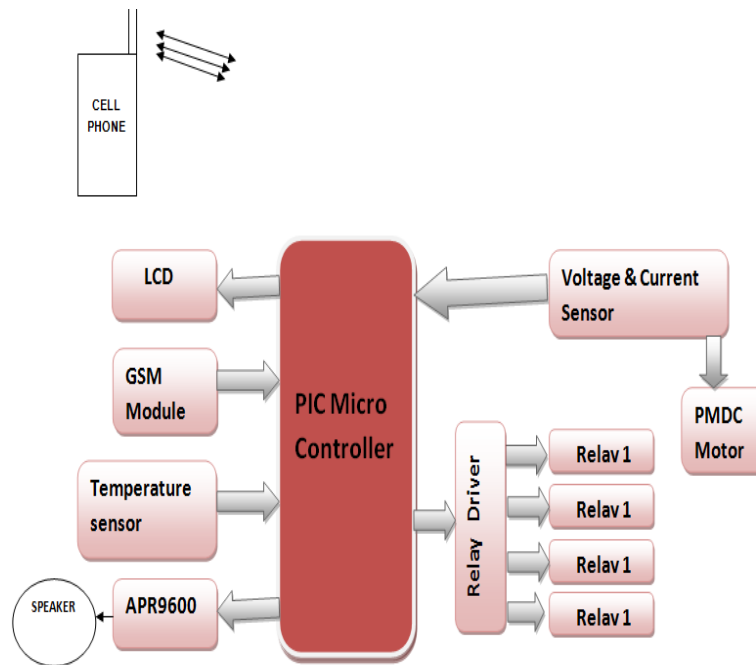 CELL
PHONE
LCD
GSM
Module
Temperature
sensor
SPEAKER
APR9600
PIC Micro
Controller
Voltage & Current
Sensor
PMDC
Motor
Relay Driver
Relav 1
Relav 1
Relav 1
Relav 1